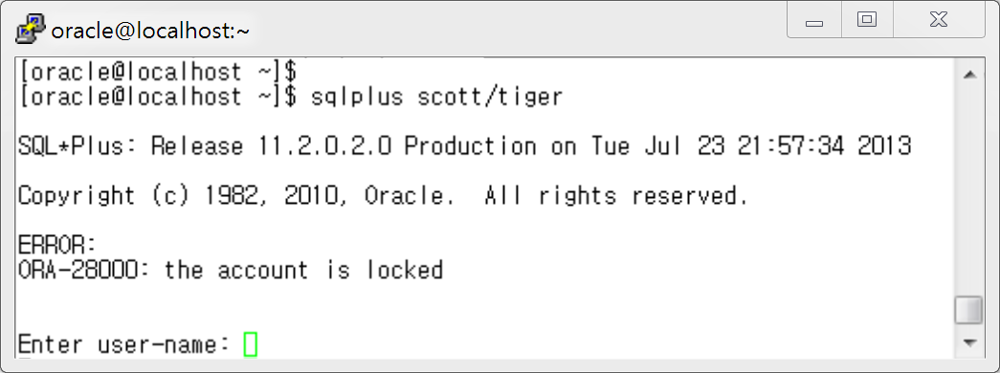 oracle@localhost:~
[oracle@localhost ~]$
[oracle@localhost ~]$ sqlplus scott/tiger
SQL*Plus: Release 11.2.0.2.0 Production on Tue Jul 23 21:57:34 2013
Copyright (c) 1982, 2010, Oracle.  All rights reserved.
ERROR:
ORA-28000: the account is locked
Enter user-name: